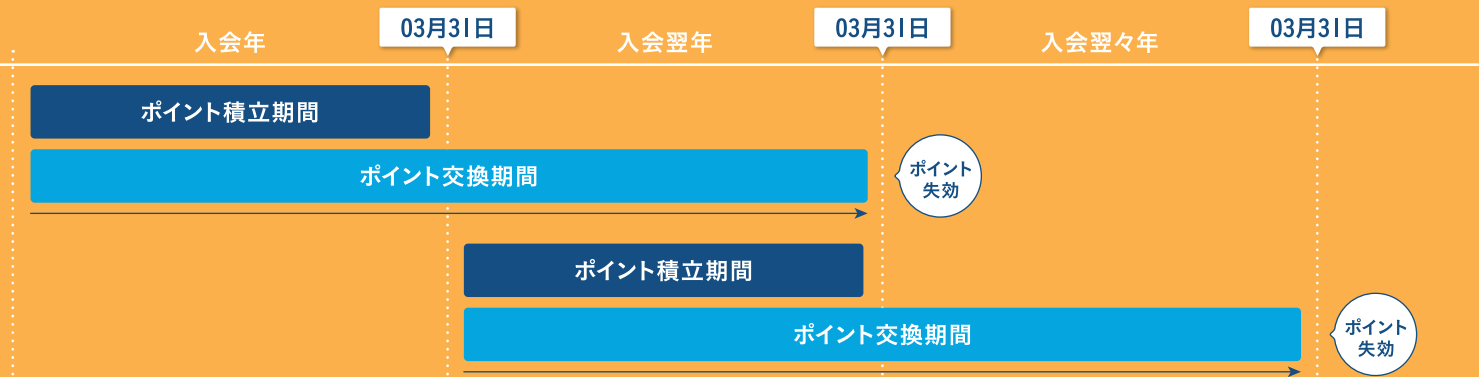 入会年
03月31日
入会翌年
03月31日
入会翌々年
03月31日
ポイント積立期間
ポイント交換期間
ポイント
失効
ポイント積立期間
ポイント交換期間
ポイント
失効